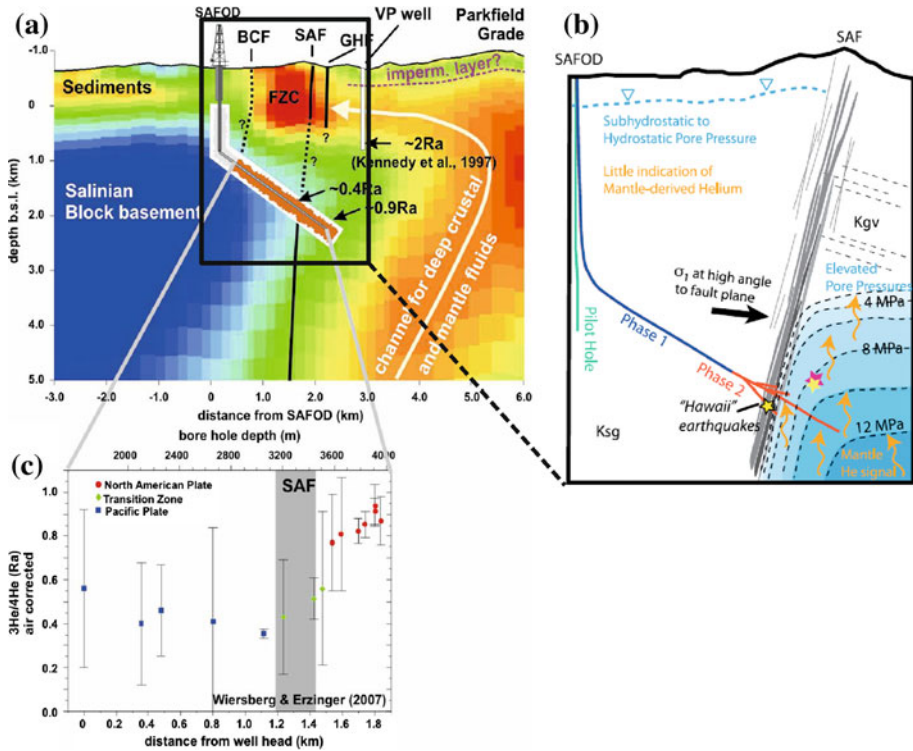 (a)
SAFOD
BCF
SAF
GHF
VP well
Parkfield
Grade
-1.0
0
1.0
2.0
3.0
4.0
5.0
depth b.s.l. (km)
Sediments
FZC
imperm. layer?
?
?
?
~2Ra
(Kennedy et al., 1997)
~0.4Ra
~0.9Ra
Salinian
Block basement
channel for deep crustal
and mantle fluids
-3.0 -2.0 -1.0 0 1.0 2.0 3.0 4.0 5.0 6.0
distance from SAFOD (km)
(b)
SAFOD
SAF
Subhydrostatic to
Hydrostatic Pore Pressure
Little indication of
Mantle-derived Helium
Kgv
σ1 at high angle
to fault plane
Elevated
Pore Pressures
4 MPa
8 MPa
12 MPa
Pilot Hole
Phase 1
Phase 2
"Hawaii"
earthquakes
Ksg
Mantle
He signal
(c)
bore hole depth (m)
2000 2400 2800 3200 3600 4000
SAF
North American Plate
Transition Zone
Pacific Plate
3He/4He (Ra)
air corrected
1.0
0.8
0.6
0.4
0.2
0.0
Wiersberg & Erzinger (2007)
0 0.2 0.4 0.6 0.8 1.0 1.2 1.4 1.6 1.8
distance from well head (km)